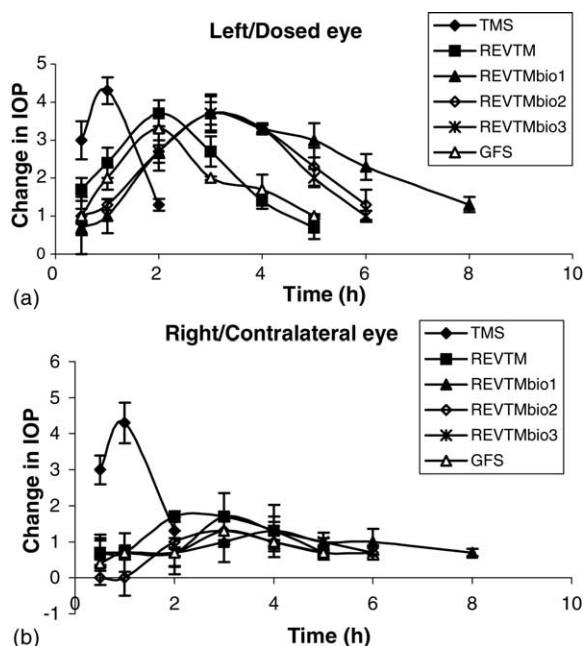 Left/Dosed eye
Change in IOP
5
4
3
2
1
0
0 2 4 6 8 10
Time (h)
TMS
REVTM
REVTMbio1
REVTMbio2
REVTMbio3
GFS
(a)
Right/Contralateral eye
Change in IOP
6
5
4
3
2
1
0
-1
0 2 4 6 8 10
Time (h)
TMS
REVTM
REVTMbio1
REVTMbio2
REVTMbio3
GFS
(b)